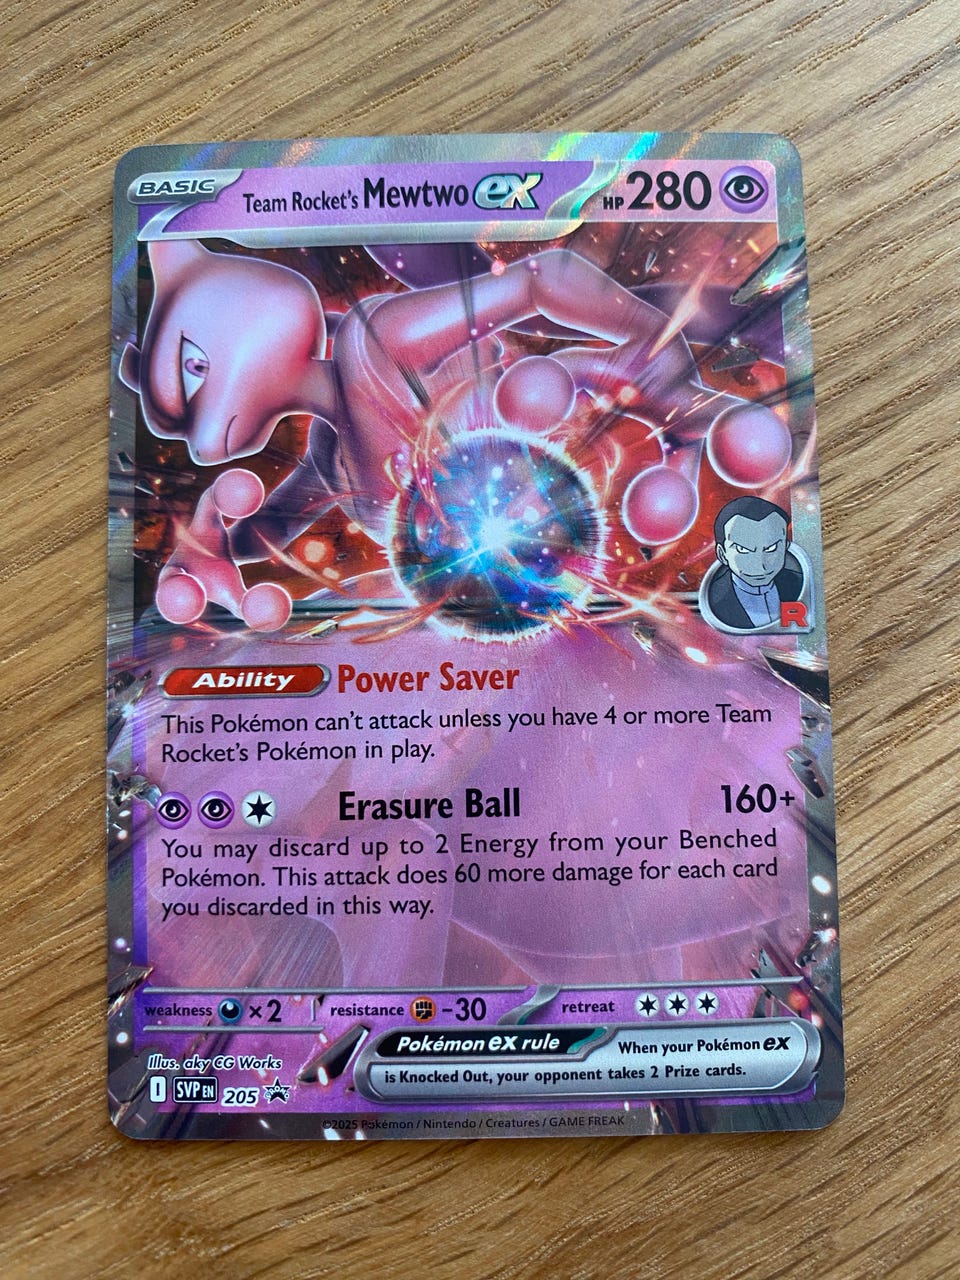 BASIC Team Rocket's Mewtwo ex HP 280
R
Ability Power Saver
This Pokémon can't attack unless you have 4 or more Team
Rocket's Pokémon in play.
Erasure Ball 160+
You may discard up to 2 Energy from your Benched
Pokémon. This attack does 60 more damage for each card
you discarded in this way.
weakness ×2 resistance -30 retreat
Pokémon ex rule When your Pokémon ex
is Knocked Out, your opponent takes 2 Prize cards.
Illus. aky CG Works
I SVP EN 205
©2025 Pokémon / Nintendo / Creatures / GAME FREAK